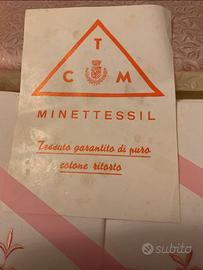 T
C M
MINETTESSIL
Tessuto garantito di puro
cotone ritorto
subito